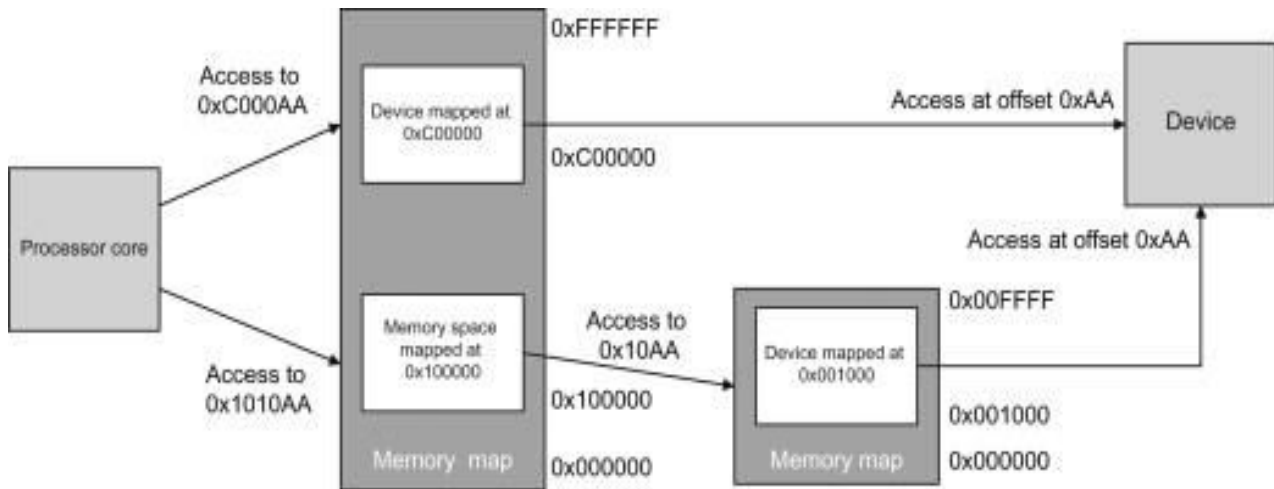 0xFFFFFF
Access to
0xC000AA
Device mapped at
0xC00000
Access at offset 0xAA
Device
0xC00000
Processor core
Access at offset 0xAA
Memory space
mapped at
0x100000
Access to
0x10AA
0x00FFFF
Device mapped at
0x001000
Access to
0x1010AA
0x100000
0x001000
Memory map
0x000000
Memory map
0x000000